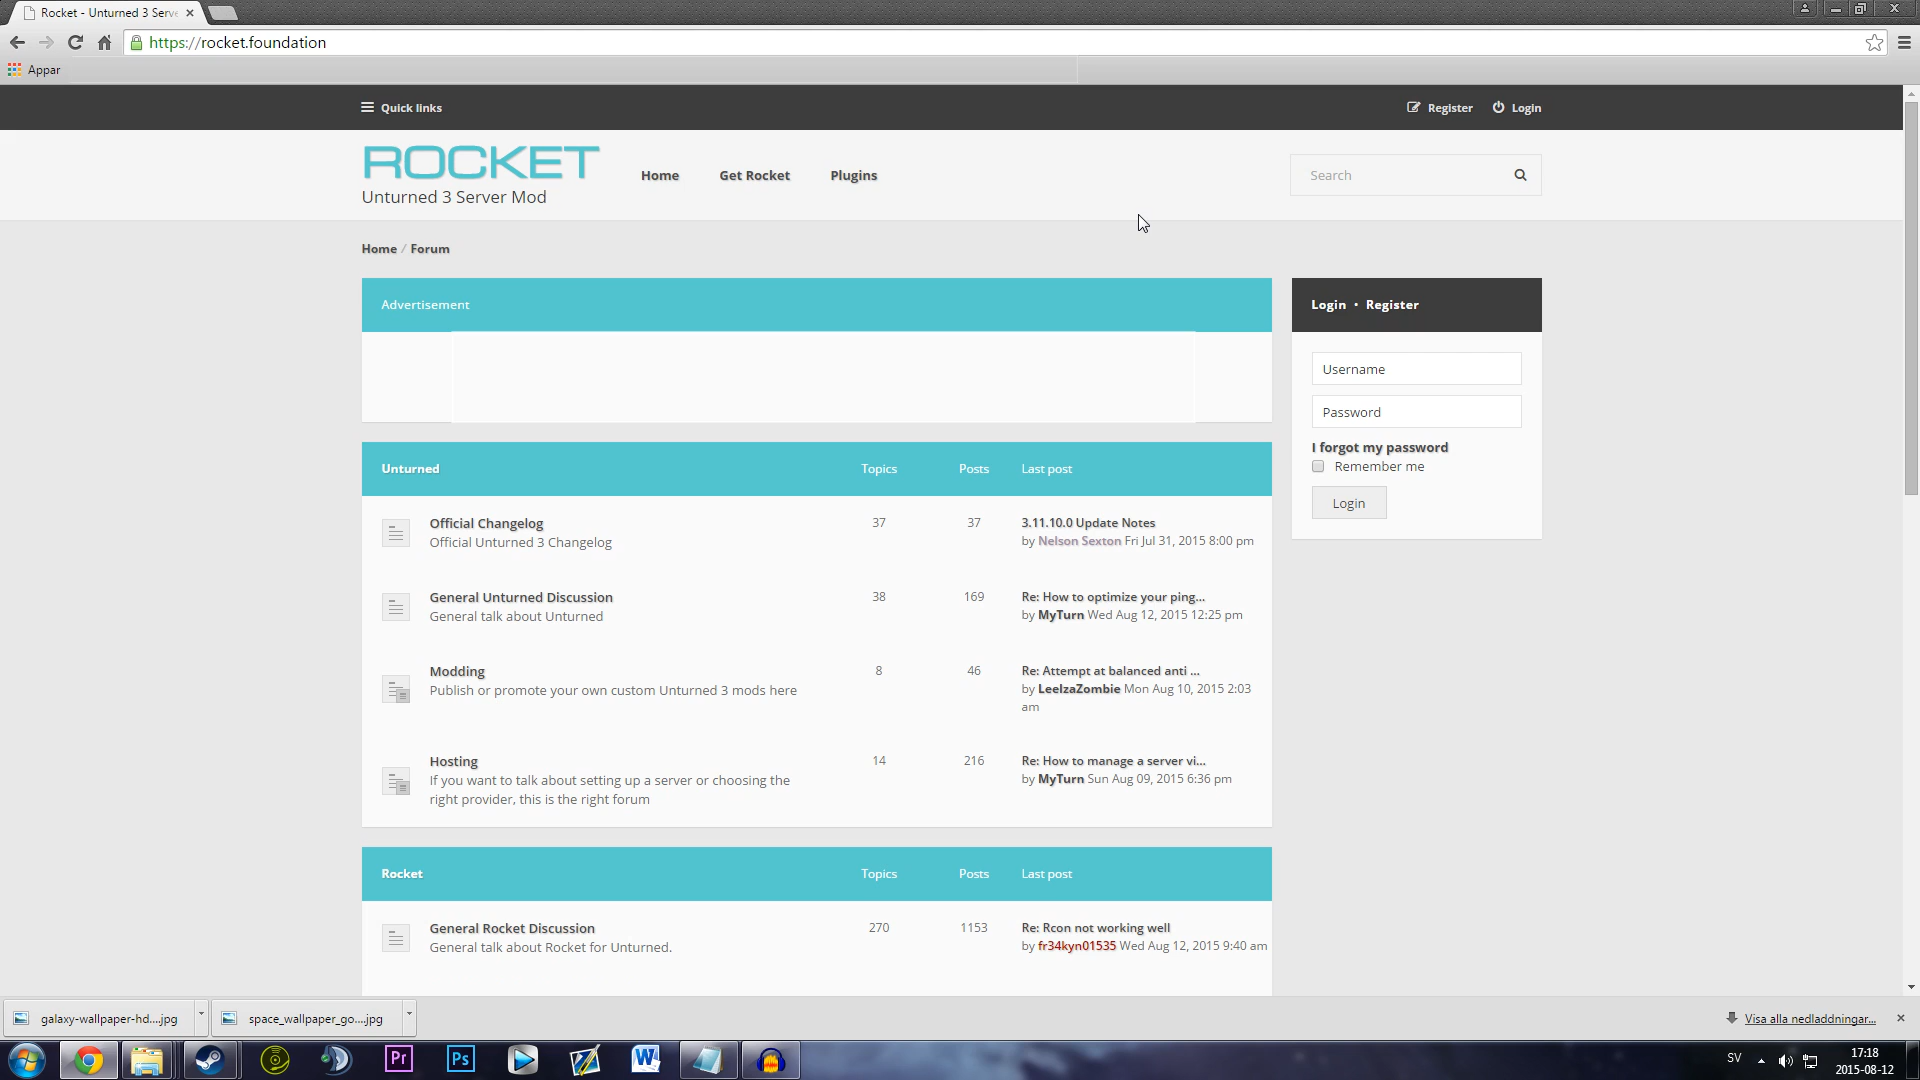 Rocket - Unturned 3 Serve
https://rocket.foundation
Appar
Quick links
Register
Login
ROCKET
Unturned 3 Server Mod
Home
Get Rocket
Plugins
Search
Home / Forum
Advertisement
Login • Register
Username
Password
I forgot my password
Remember me
Login
Unturned Topics Posts Last post
Official Changelog 37 37 3.11.10.0 Update Notes
Official Unturned 3 Changelog by Nelson Sexton Fri Jul 31, 2015 8:00 pm
General Unturned Discussion 38 169 Re: How to optimize your ping...
General talk about Unturned by MyTurn Wed Aug 12, 2015 12:25 pm
Modding 8 46 Re: Attempt at balanced anti ...
Publish or promote your own custom Unturned 3 mods here by LeelzaZombie Mon Aug 10, 2015 2:03
am
Hosting 14 216 Re: How to manage a server vi...
If you want to talk about setting up a server or choosing the by MyTurn Sun Aug 09, 2015 6:36 pm
right provider, this is the right forum
Rocket Topics Posts Last post
General Rocket Discussion 270 1153 Re: Rcon not working well
General talk about Rocket for Unturned. by fr34kyn01535 Wed Aug 12, 2015 9:40 am
galaxy-wallpaper-hd....jpg
space_wallpaper_go....jpg
Visa alla nedladdningar...
Pr
Ps
W
SV
17:18
2015-08-12